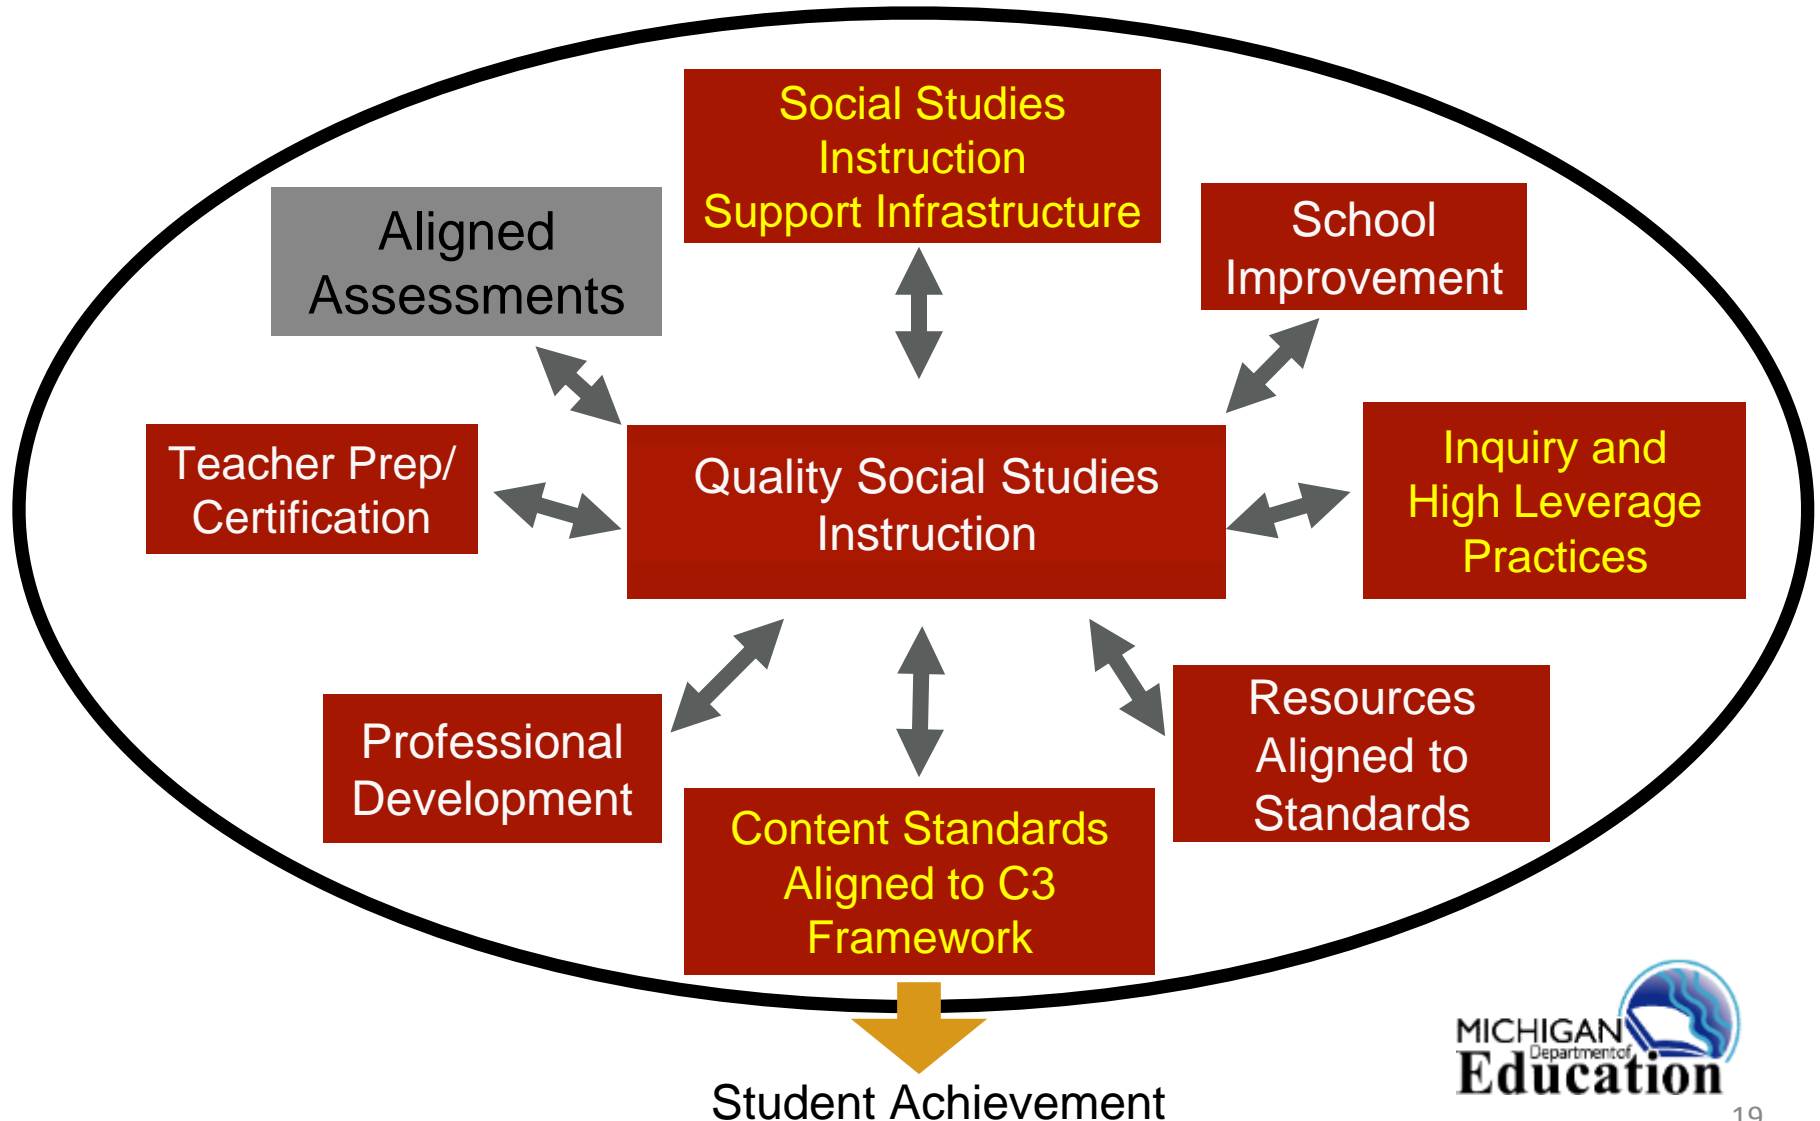 Social Studies
Instruction
Support Infrastructure
Aligned
Assessments
School
Improvement
Teacher Prep/
Certification
Quality Social Studies
Instruction
Inquiry and
High Leverage
Practices
Professional
Development
Content Standards
Aligned to C3
Framework
Resources
Aligned to
Standards
Student Achievement
MICHIGAN
Department of
Education
19